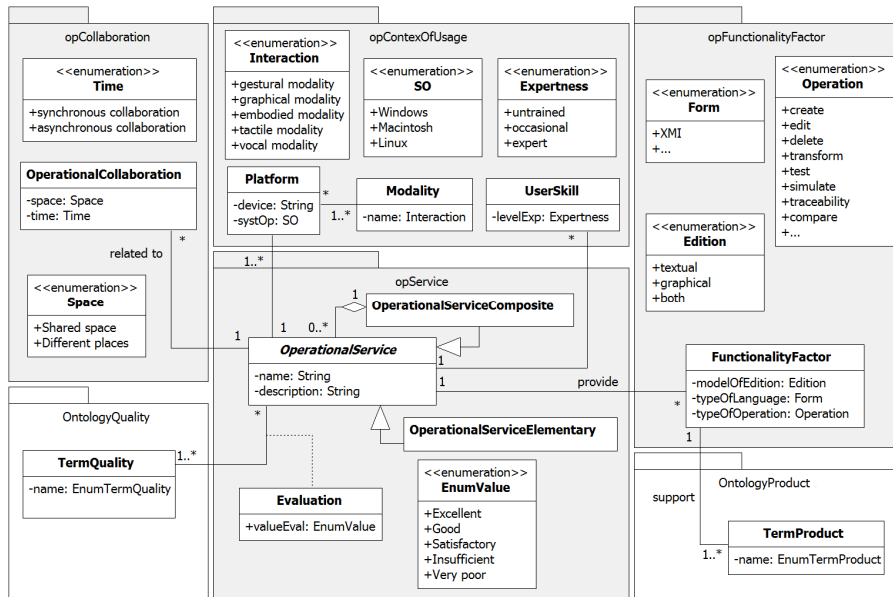 opCollaboration
<<enumeration>>
Time
+synchronous collaboration
+asynchronous collaboration
OperationalCollaboration
-space: Space
-time: Time
*
related to
<<enumeration>>
Space
+Shared space
+Different places
1
opContexOfUsage
<<enumeration>>
Interaction
+gestural modality
+graphical modality
+embodied modality
+tactile modality
+vocal modality
<<enumeration>>
SO
+Windows
+Macintosh
+Linux
<<enumeration>>
Expertness
+untrained
+occasional
+expert
Platform
-device: String
-systOp: SO
*
1..*
Modality
-name: Interaction
UserSkill
-levelExp: Expertness
*
1..*
opFunctionalityFactor
<<enumeration>>
Form
+XMI
+...
<<enumeration>>
Operation
+create
+edit
+delete
+transform
+test
+simulate
+traceability
+compare
+...
<<enumeration>>
Edition
+textual
+graphical
+both
FunctionalityFactor
-modelOfEdition: Edition
-typeOfLanguage: Form
-typeOfOperation: Operation
*
1
opService
1
OperationalServiceComposite
0..*
1
OperationalService
-name: String
-description: String
1
1
provide
*
OperationalServiceElementary
Evaluation
+valueEval: EnumValue
<<enumeration>>
EnumValue
+Excellent
+Good
+Satisfactory
+Insufficient
+Very poor
OntologyQuality
1..*
TermQuality
-name: EnumTermQuality
OntologyProduct
support
1..*
TermProduct
-name: EnumTermProduct